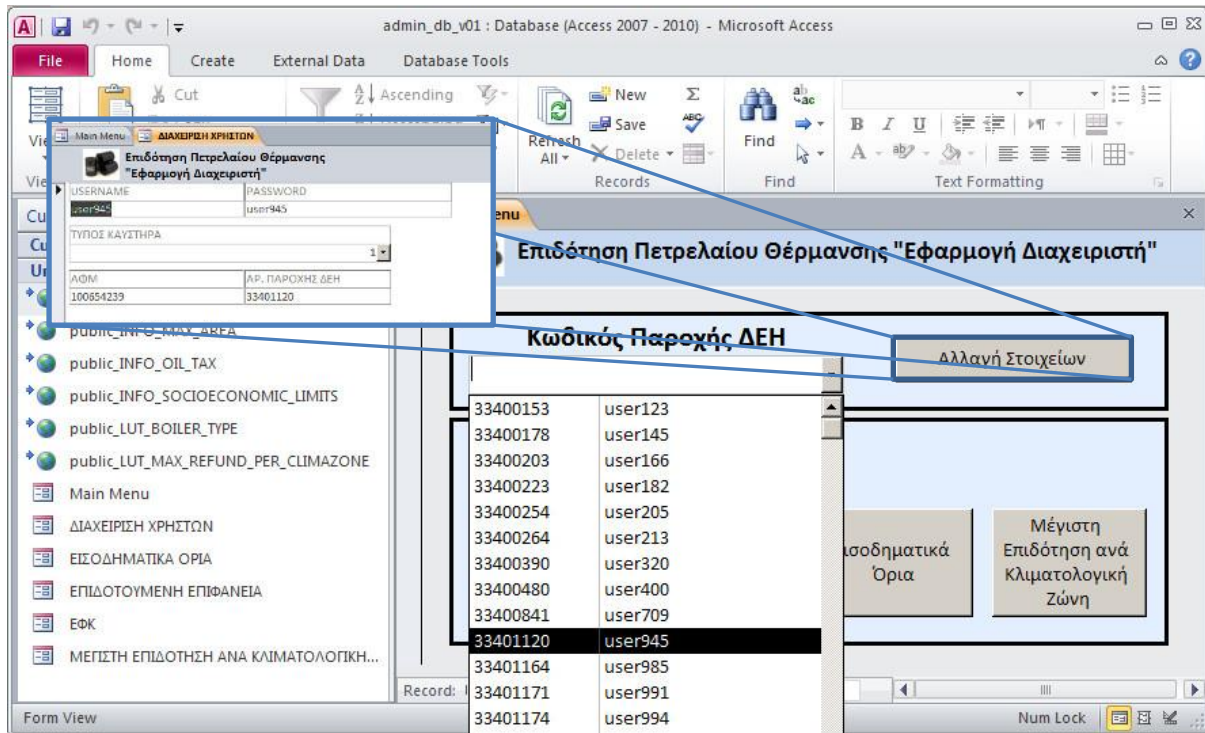 admin_db_v01 : Database (Access 2007 - 2010) - Microsoft Access
File Home Create External Data Database Tools
Cut
Ascending
Refresh All
New
Save
Delete
Records
Find
Find
Text Formatting
Main Menu ΔΙΑΧΕΙΡΙΣΗ ΧΡΗΣΤΩΝ
Επιδότηση Πετρελαίου Θέρμανσης
"Εφαρμογή Διαχειριστή"
USERNAME PASSWORD
user945 user945
ΤΥΠΟΣ ΚΑΥΣΤΗΡΑ
1
ΑΦΜ ΑΡ. ΠΑΡΟΧΗΣ ΔΕΗ
100654239 33401120
public_INFO_MAX_AREA
public_INFO_OIL_TAX
public_INFO_SOCIOECONOMIC_LIMITS
public_LUT_BOILER_TYPE
public_LUT_MAX_REFUND_PER_CLIMAZONE
Main Menu
ΔΙΑΧΕΙΡΙΣΗ ΧΡΗΣΤΩΝ
ΕΙΣΟΔΗΜΑΤΙΚΑ ΟΡΙΑ
ΕΠΙΔΟΤΟΥΜΕΝΗ ΕΠΙΦΑΝΕΙΑ
ΕΦΚ
ΜΕΓΙΣΤΗ ΕΠΙΔΟΤΗΣΗ ΑΝΑ ΚΛΙΜΑΤΟΛΟΓΙΚΗ...
Επιδότηση Πετρελαίου Θέρμανσης "Εφαρμογή Διαχειριστή"
Κωδικός Παροχής ΔΕΗ
Αλλαγή Στοιχείων
33400153 user123
33400178 user145
33400203 user166
33400223 user182
33400254 user205
33400264 user213
33400390 user320
33400480 user400
33400841 user709
33401120 user945
33401164 user985
33401171 user991
33401174 user994
ισοδηματικά
Όρια
Μέγιστη
Επιδότηση ανά
Κλιματολογική
Ζώνη
Record:
Form View
Num Lock